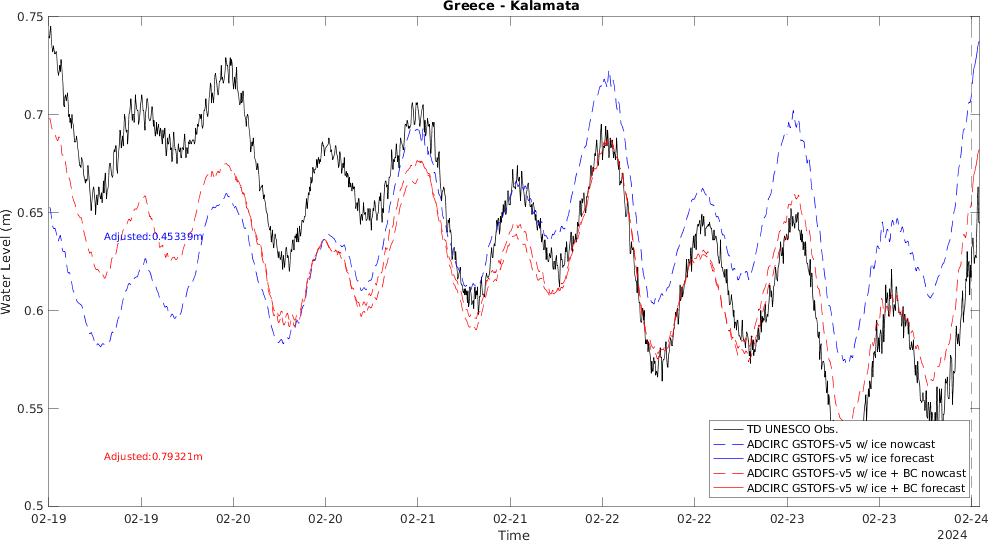 Greece - Kalamata
Water Level (m)
0.75
0.7
0.65
0.6
0.55
0.5
Adjusted:0.45339m
Adjusted:0.79321m
TD UNESCO Obs.
ADCIRC GSTOFS-v5 w/ ice nowcast
ADCIRC GSTOFS-v5 w/ ice forecast
ADCIRC GSTOFS-v5 w/ ice + BC nowcast
ADCIRC GSTOFS-v5 w/ ice + BC forecast
02-19 02-19 02-20 02-20 02-21 02-21 02-22 02-22 02-23 02-23 02-24
Time
2024